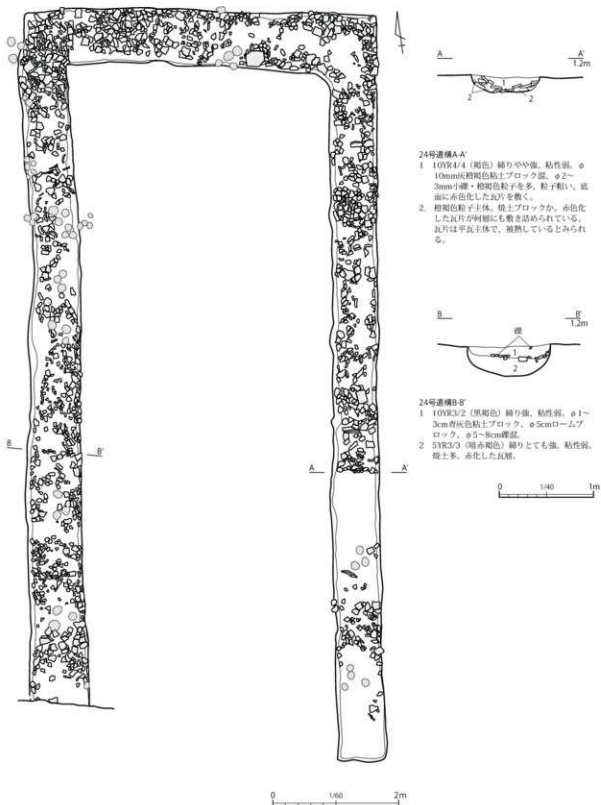 A A'
1.2m
1
2 2
24号遺構A-A'
1 10YR4/4（褐色）締りやや強、粘性弱。φ
10mm灰橙褐色粘土ブロック混、φ2～
3mm小礫・橙褐色粒子を多。粒子粗い。底
面に赤色化した瓦片を敷く。
2 橙褐色粒子主体。焼土ブロックか。赤色化
した瓦片が何層にも敷き詰められている。
瓦片は平瓦主体で、被熱しているとみられ
る。
B B'
1.2m
礫
1
2
24号遺構B-B'
1 10YR3/2（黒褐色）締り強、粘性弱。φ1～
3cm青灰色粘土ブロック、φ5cmロームブ
ロック、φ5～8cm礫混。
2 5YR3/3（暗赤褐色）締りとても強、粘性弱。
焼土多。赤化した瓦層。
B B'
A A'
0 1/40 1m
0 1/60 2m